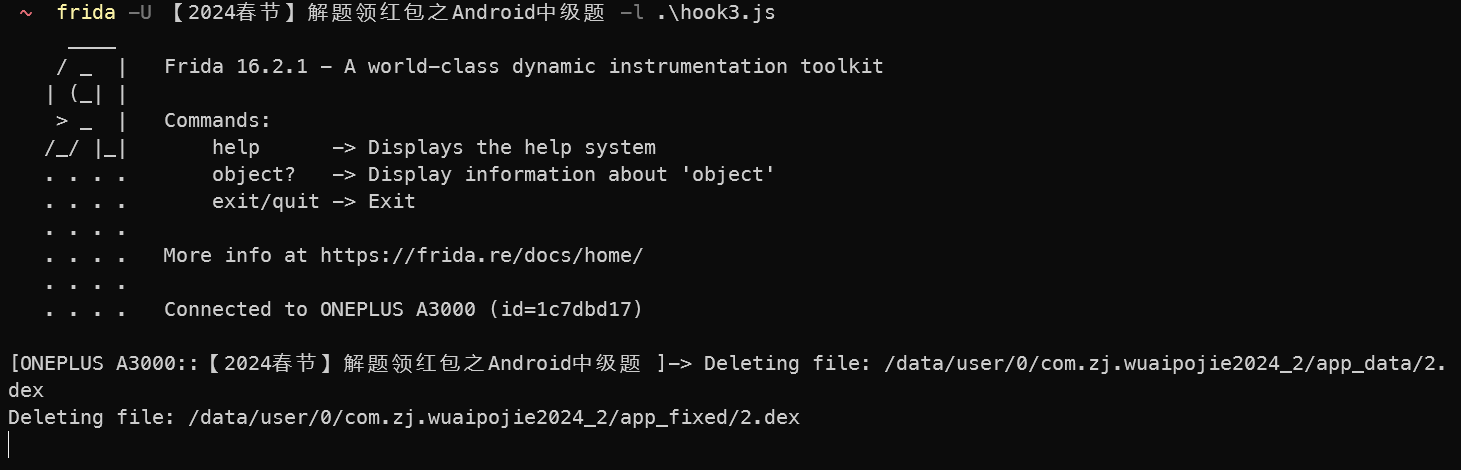 ~  frida -U 【2024春节】解题领红包之Android中级题 -l .\hook3.js
     ____
    / _  |   Frida 16.2.1 - A world-class dynamic instrumentation toolkit
   | (_| |
    > _  |   Commands:
   /_/ |_|       help      -> Displays the help system
   . . . .       object?   -> Display information about 'object'
   . . . .       exit/quit -> Exit
   . . . .
   . . . .   More info at https://frida.re/docs/home/
   . . . .
   . . . .   Connected to ONEPLUS A3000 (id=1c7dbd17)
[ONEPLUS A3000::【2024春节】解题领红包之Android中级题 ]-> Deleting file: /data/user/0/com.zj.wuaipojie2024_2/app_data/2.
dex
Deleting file: /data/user/0/com.zj.wuaipojie2024_2/app_fixed/2.dex